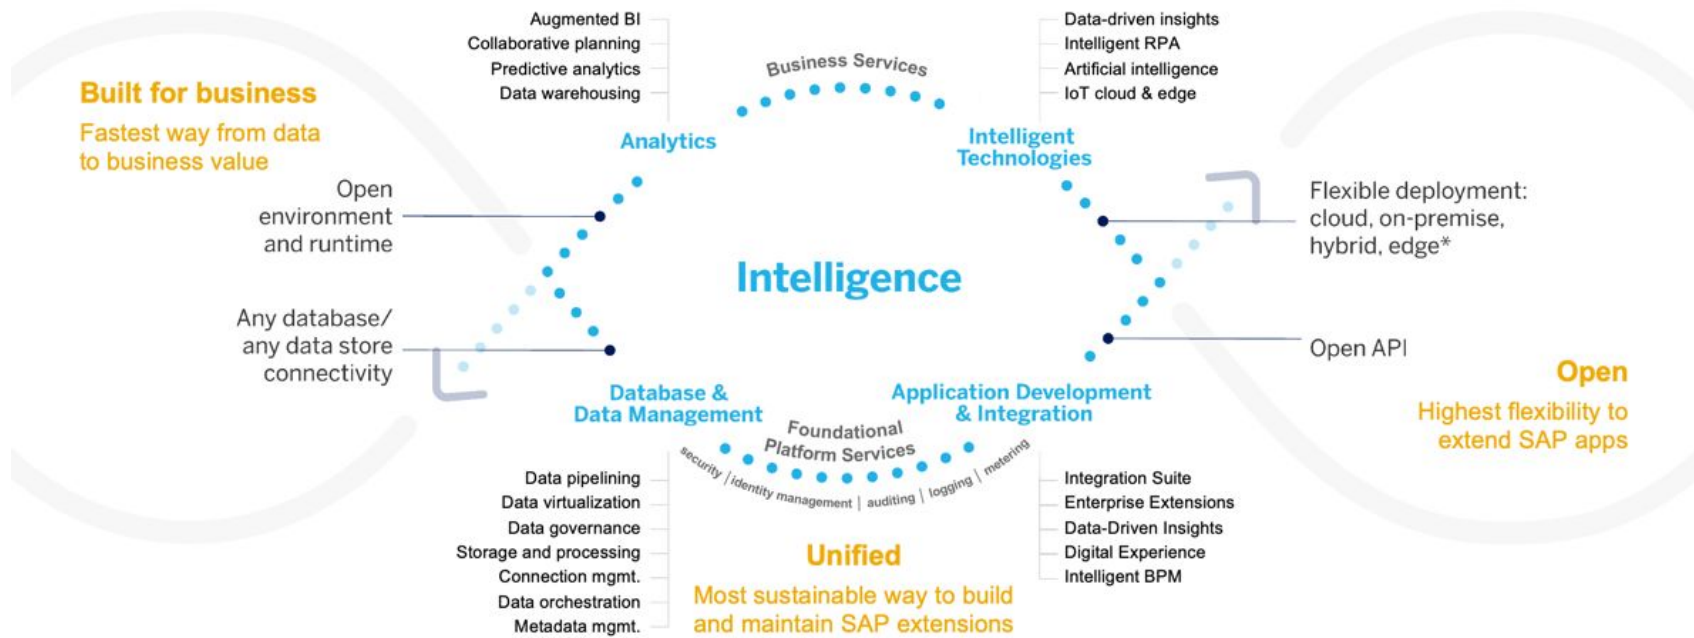 Augmented BI
Collaborative planning
Predictive analytics
Data warehousing
Business Services
Data-driven insights
Intelligent RPA
Artificial intelligence
IoT cloud & edge
Built for business
Fastest way from data
to business value
Analytics
Intelligent
Technologies
Open
environment
and runtime
Flexible deployment:
cloud, on-premise,
hybrid, edge*
Intelligence
Any database/
any data store
connectivity
Open API
Open
Highest flexibility to
extend SAP apps
Database &
Data Management
Application Development
& Integration
Foundational
Platform Services
security | identity management | auditing | logging | metering
Data pipelining
Data virtualization
Data governance
Storage and processing
Connection mgmt.
Data orchestration
Metadata mgmt.
Unified
Most sustainable way to build
and maintain SAP extensions
Integration Suite
Enterprise Extensions
Data-Driven Insights
Digital Experience
Intelligent BPM